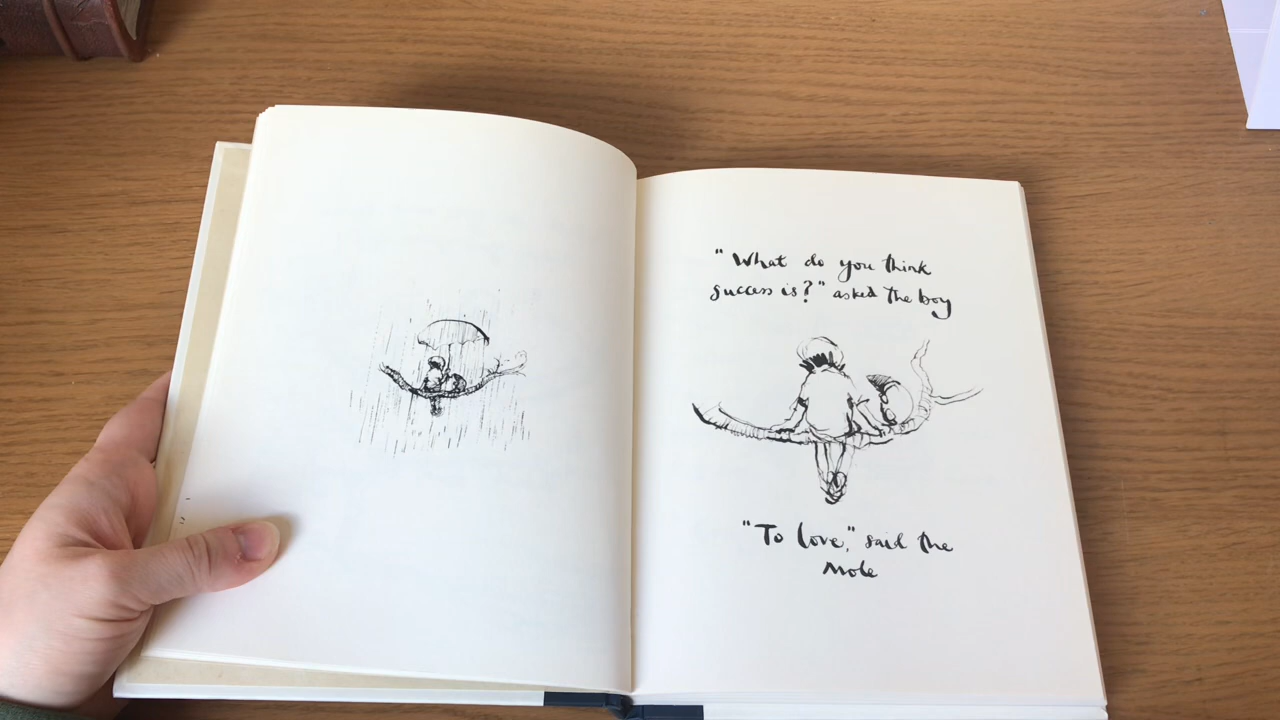 "What do you think
success is?" asked the boy
"To love," said the
mole